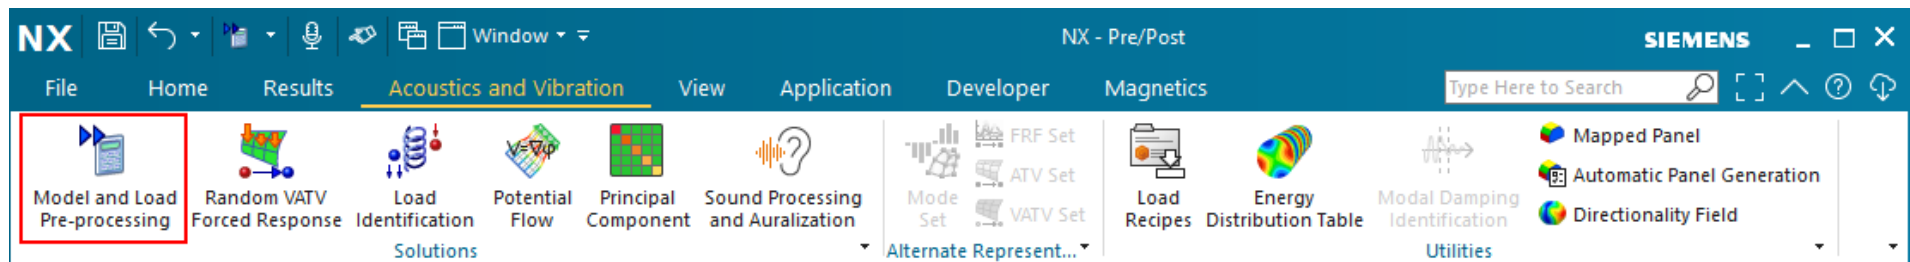 NX Window NX - Pre/Post SIEMENS
File Home Results Acoustics and Vibration View Application Developer Magnetics Type Here to Search
Model and Load
Pre-processing
Random VATV
Forced Response
Load
Identification
V=∇φ
Potential
Flow
Principal
Component
Sound Processing
and Auralization
Solutions
Mode
Set
FRF Set
ATV Set
VATV Set
Alternate Represent...
Load
Recipes
Energy
Distribution Table
Modal Damping
Identification
Mapped Panel
Automatic Panel Generation
Directionality Field
Utilities